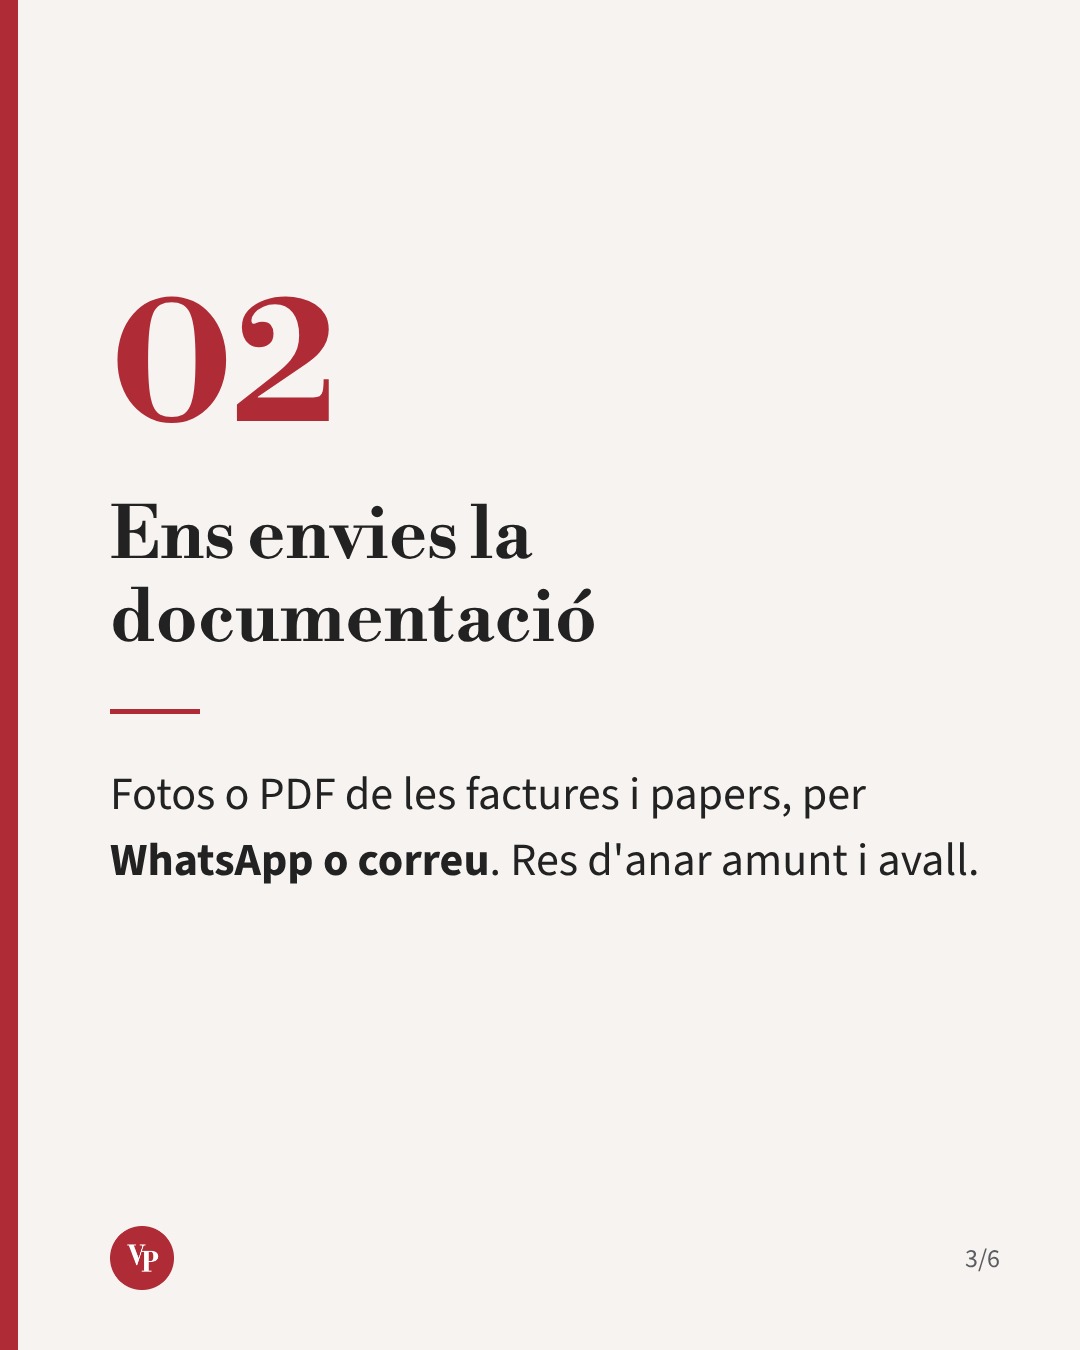 02
Ens envies la
documentació
Fotos o PDF de les factures i papers, per
WhatsApp o correu. Res d'anar amunt i avall.
VP
3/6